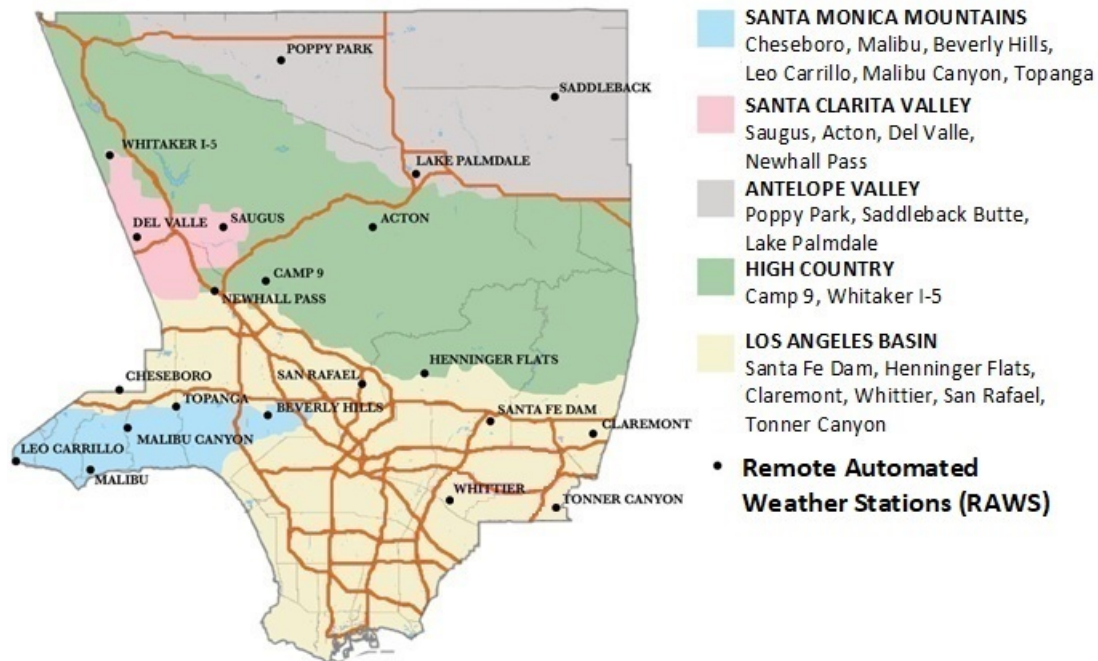 POPPY PARK
SADDLEBACK
WHITAKER I-5
LAKE PALMDALE
DEL VALLE
SAUGUS
ACTON
CAMP 9
NEWHALL PASS
HENNINGER FLATS
CHESEBORO
SAN RAFAEL
TOPANGA
BEVERLY HILLS
SANTA FE DAM
CLAREMONT
MALIBU CANYON
LEO CARRILLO
MALIBU
WHITTIER
TONNER CANYON
SANTA MONICA MOUNTAINS
Cheseboro, Malibu, Beverly Hills,
Leo Carrillo, Malibu Canyon, Topanga
SANTA CLARITA VALLEY
Saugus, Acton, Del Valle,
Newhall Pass
ANTELOPE VALLEY
Poppy Park, Saddleback Butte,
Lake Palmdale
HIGH COUNTRY
Camp 9, Whitaker I-5
LOS ANGELES BASIN
Santa Fe Dam, Henninger Flats,
Claremont, Whittier, San Rafael,
Tonner Canyon
Remote Automated
Weather Stations (RAWS)